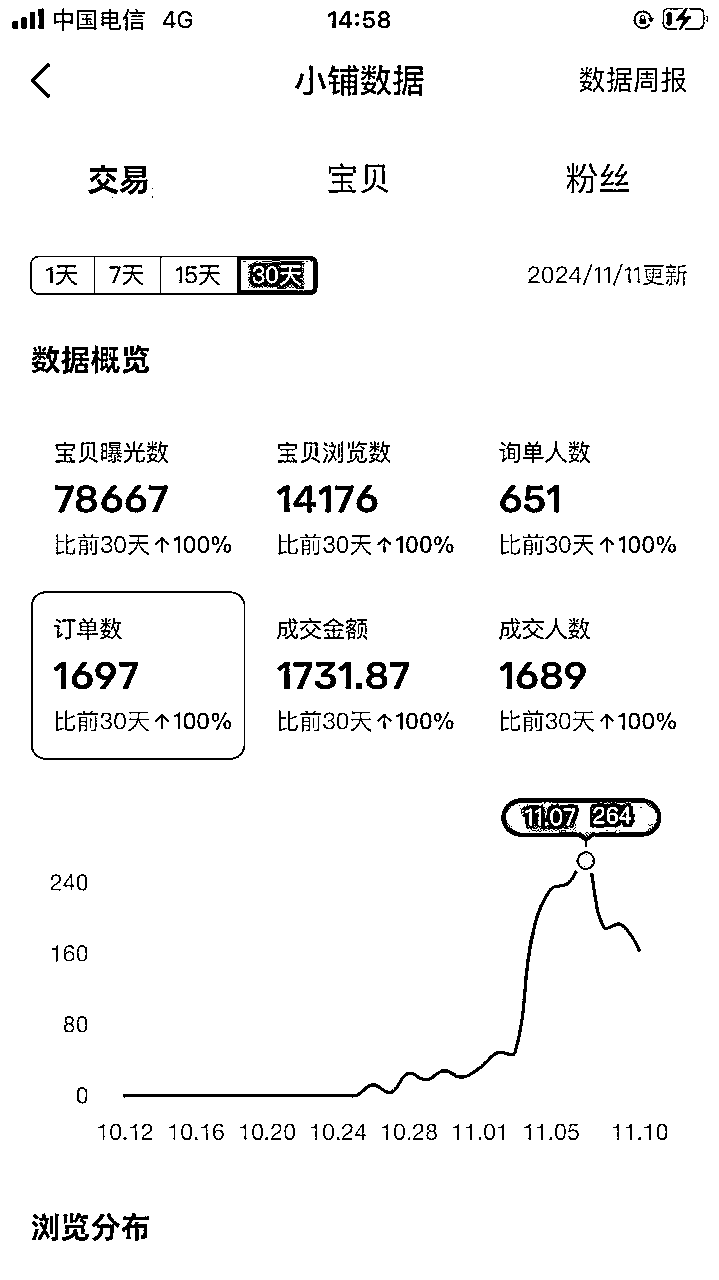 中国电信 4G 14:58
小铺数据 数据周报
交易 宝贝 粉丝
1天 7天 15天 30天 2024/11/11更新
数据概览
宝贝曝光数 宝贝浏览数 询单人数
78667 14176 651
比前30天↑100% 比前30天↑100% 比前30天↑100%
订单数 成交金额 成交人数
1697 1731.87 1689
比前30天↑100% 比前30天↑100% 比前30天↑100%
11.07 264
240
160
80
0
10.12 10.16 10.20 10.24 10.28 11.01 11.05 11.10
浏览分布